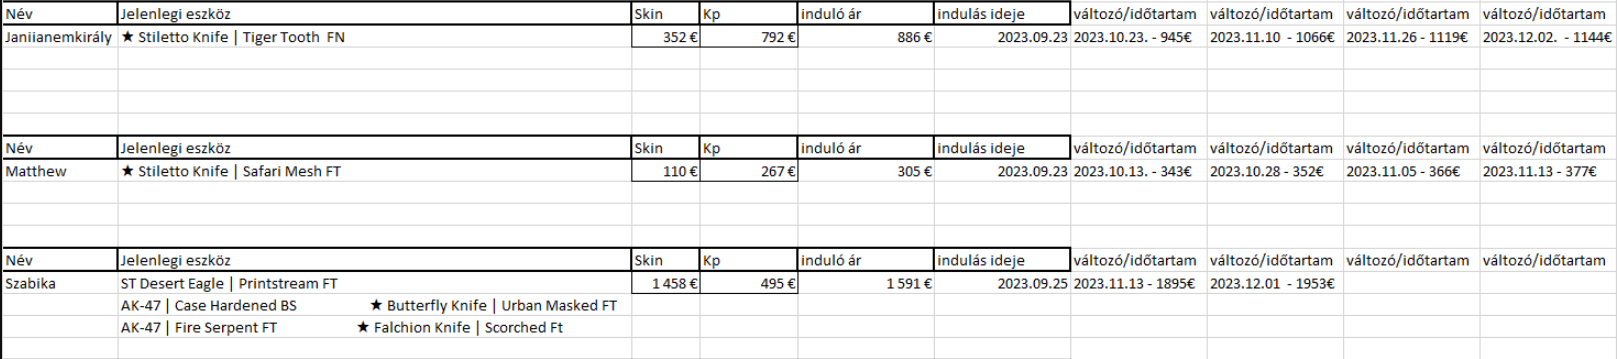 Név Jelenlegi eszköz Skin Kp induló ár indulás ideje változó/időtartam változó/időtartam változó/időtartam változó/időtartam
Janiianemkirály ★ Stiletto Knife | Tiger Tooth FN 352 € 792 € 886 € 2023.09.23 2023.10.23. - 945€ 2023.11.10 - 1066€ 2023.11.26 - 1119€ 2023.12.02. - 1144€
Név Jelenlegi eszköz Skin Kp induló ár indulás ideje változó/időtartam változó/időtartam változó/időtartam változó/időtartam
Matthew ★ Stiletto Knife | Safari Mesh FT 110 € 267 € 305 € 2023.09.23 2023.10.13. - 343€ 2023.10.28 - 352€ 2023.11.05 - 366€ 2023.11.13 - 377€
Név Jelenlegi eszköz Skin Kp induló ár indulás ideje változó/időtartam változó/időtartam változó/időtartam változó/időtartam
Szabika ST Desert Eagle | Printstream FT 1 458 € 495 € 1 591 € 2023.09.25 2023.11.13 - 1895€ 2023.12.01 - 1953€
AK-47 | Case Hardened BS ★ Butterfly Knife | Urban Masked FT
AK-47 | Fire Serpent FT ★ Falchion Knife | Scorched Ft